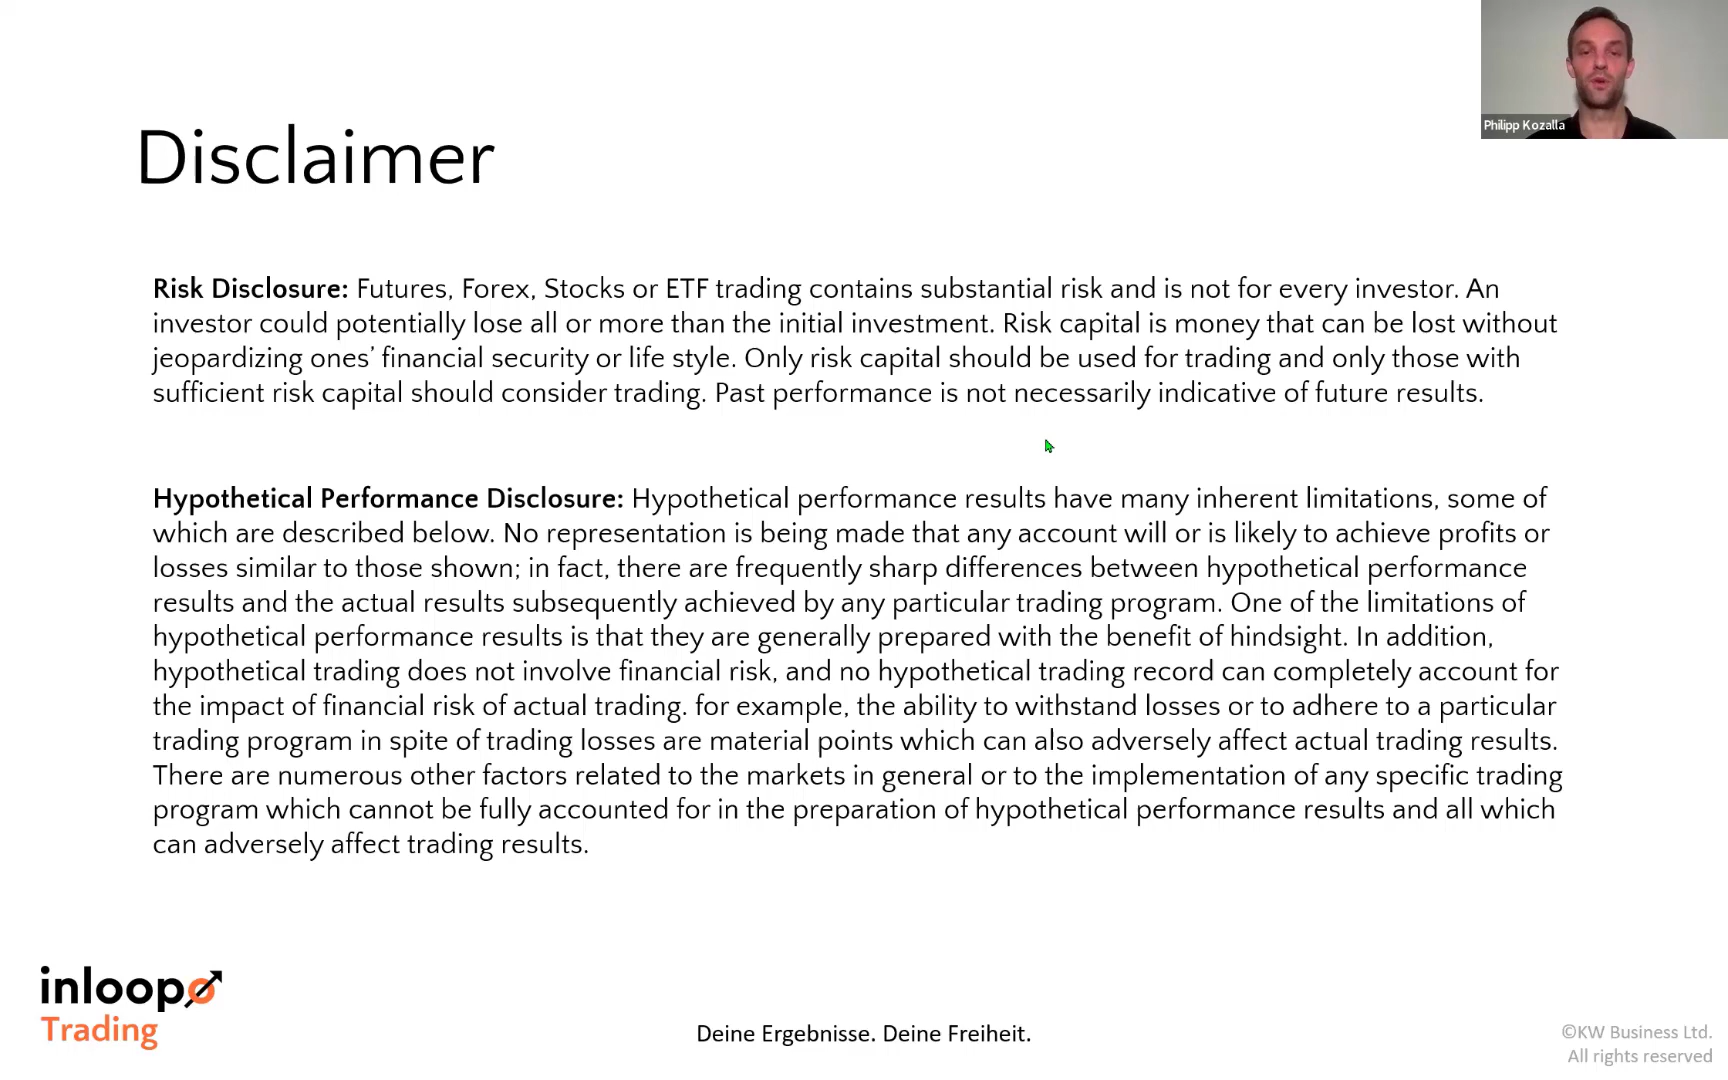 Philipp Kozalla
Disclaimer
Risk Disclosure: Futures, Forex, Stocks or ETF trading contains substantial risk and is not for every investor. An
investor could potentially lose all or more than the initial investment. Risk capital is money that can be lost without
jeopardizing ones’ financial security or life style. Only risk capital should be used for trading and only those with
sufficient risk capital should consider trading. Past performance is not necessarily indicative of future results.
Hypothetical Performance Disclosure: Hypothetical performance results have many inherent limitations, some of
which are described below. No representation is being made that any account will or is likely to achieve profits or
losses similar to those shown; in fact, there are frequently sharp differences between hypothetical performance
results and the actual results subsequently achieved by any particular trading program. One of the limitations of
hypothetical performance results is that they are generally prepared with the benefit of hindsight. In addition,
hypothetical trading does not involve financial risk, and no hypothetical trading record can completely account for
the impact of financial risk of actual trading. for example, the ability to withstand losses or to adhere to a particular
trading program in spite of trading losses are material points which can also adversely affect actual trading results.
There are numerous other factors related to the markets in general or to the implementation of any specific trading
program which cannot be fully accounted for in the preparation of hypothetical performance results and all which
can adversely affect trading results.
inloopo
Trading
Deine Ergebnisse. Deine Freiheit.
©KW Business Ltd.
All rights reserved